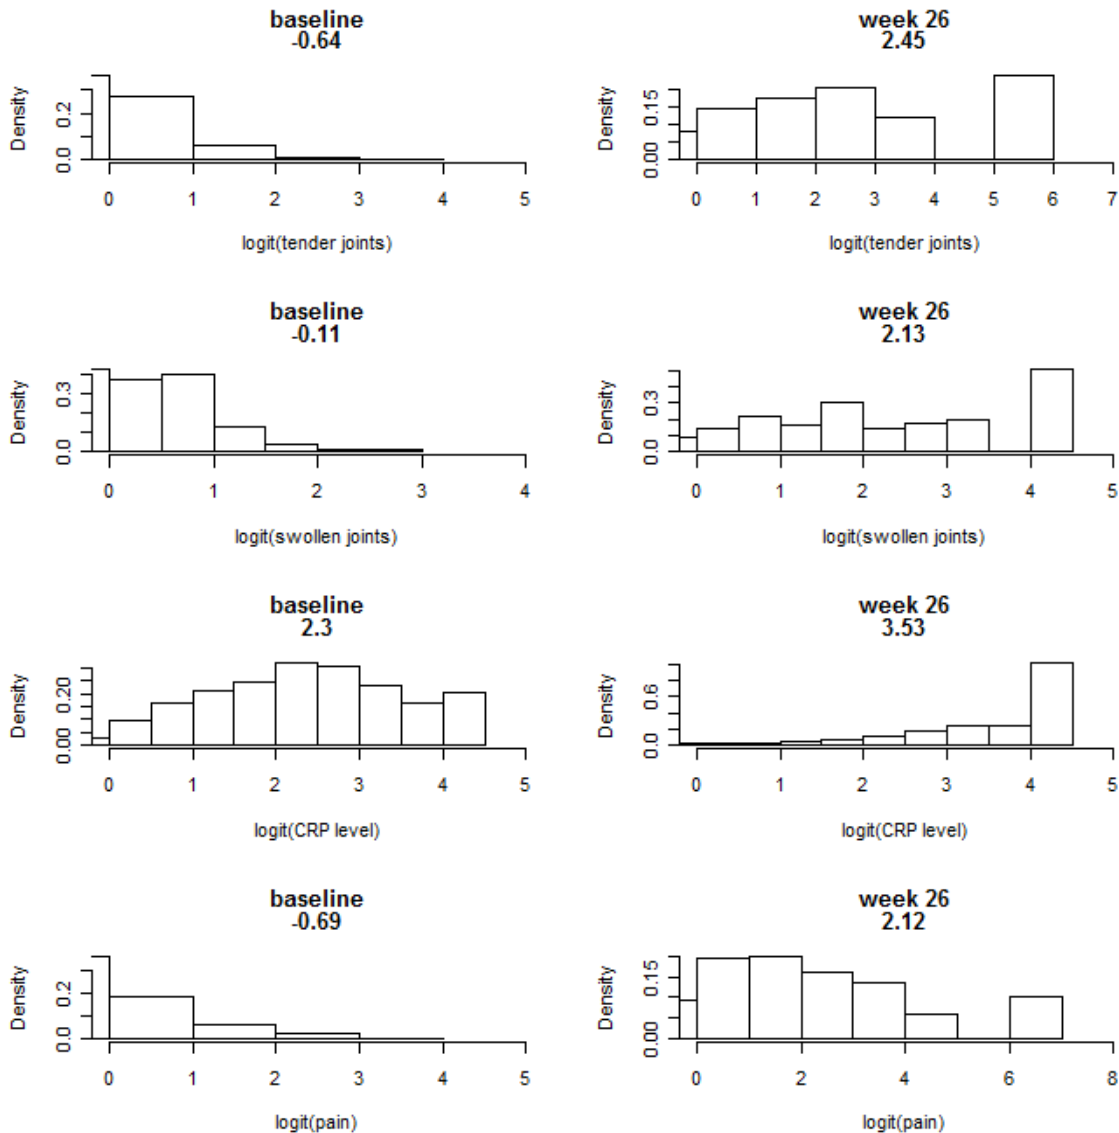 baseline
-0.64
Density
0.0 0.2
0 1 2 3 4 5
logit(tender joints)
week 26
2.45
Density
0.00 0.15
0 1 2 3 4 5 6 7
logit(tender joints)
baseline
-0.11
Density
0.0 0.3
0 1 2 3 4
logit(swollen joints)
week 26
2.13
Density
0.0 0.3
0 1 2 3 4 5
logit(swollen joints)
baseline
2.3
Density
0.00 0.20
0 1 2 3 4 5
logit(CRP level)
week 26
3.53
Density
0.0 0.6
0 1 2 3 4 5
logit(CRP level)
baseline
-0.69
Density
0.0 0.2
0 1 2 3 4 5
logit(pain)
week 26
2.12
Density
0.00 0.15
0 2 4 6 8
logit(pain)